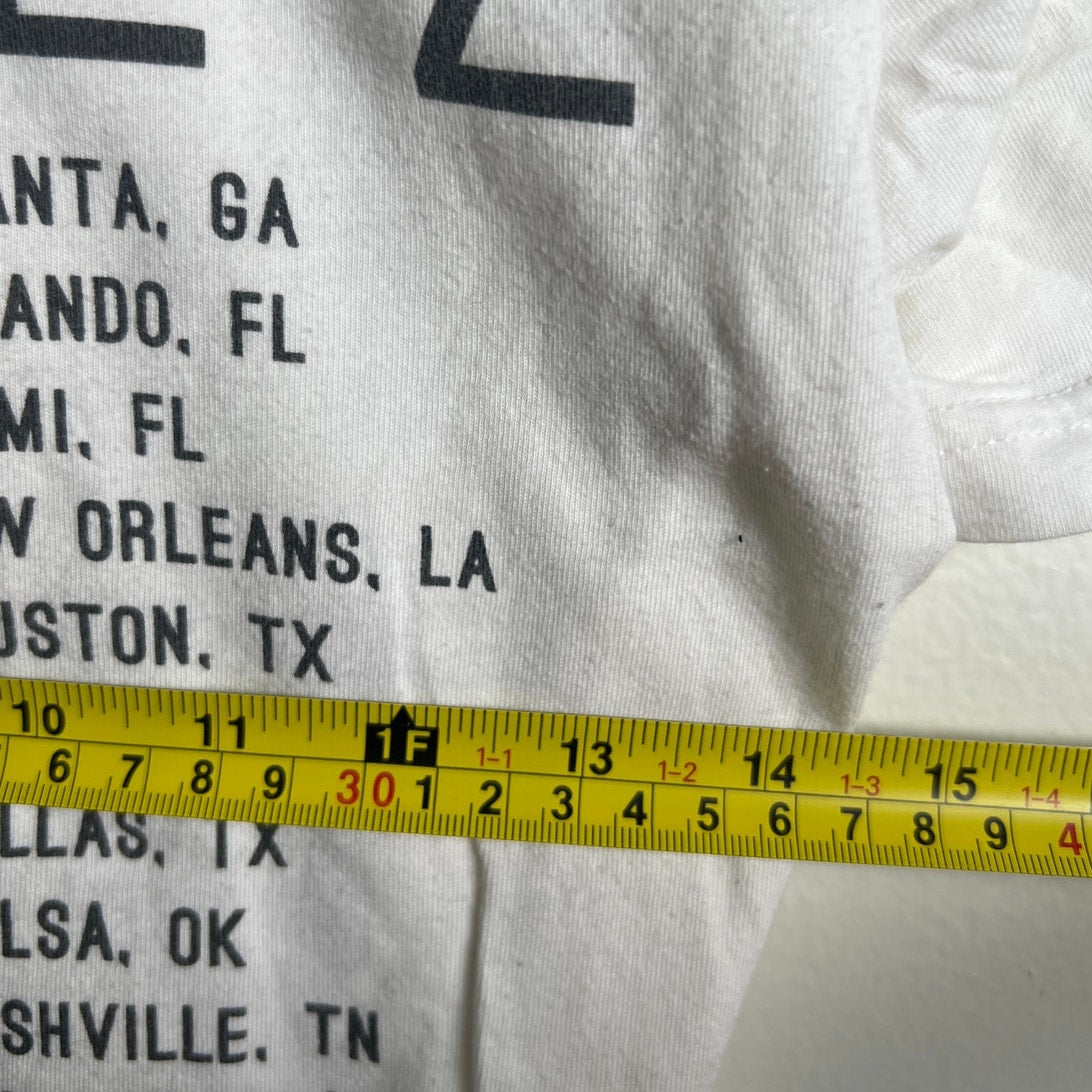 EZ
ANTA, GA
ANDO, FL
MI, FL
W ORLEANS, LA
USTON, TX
10 11 1F 1-1 13 1-2 14 1-3 15 1-4
6 7 8 9 30 1 2 3 4 5 6 7 8 9 4
LLAS, TX
LSA, OK
SHVILLE, TN